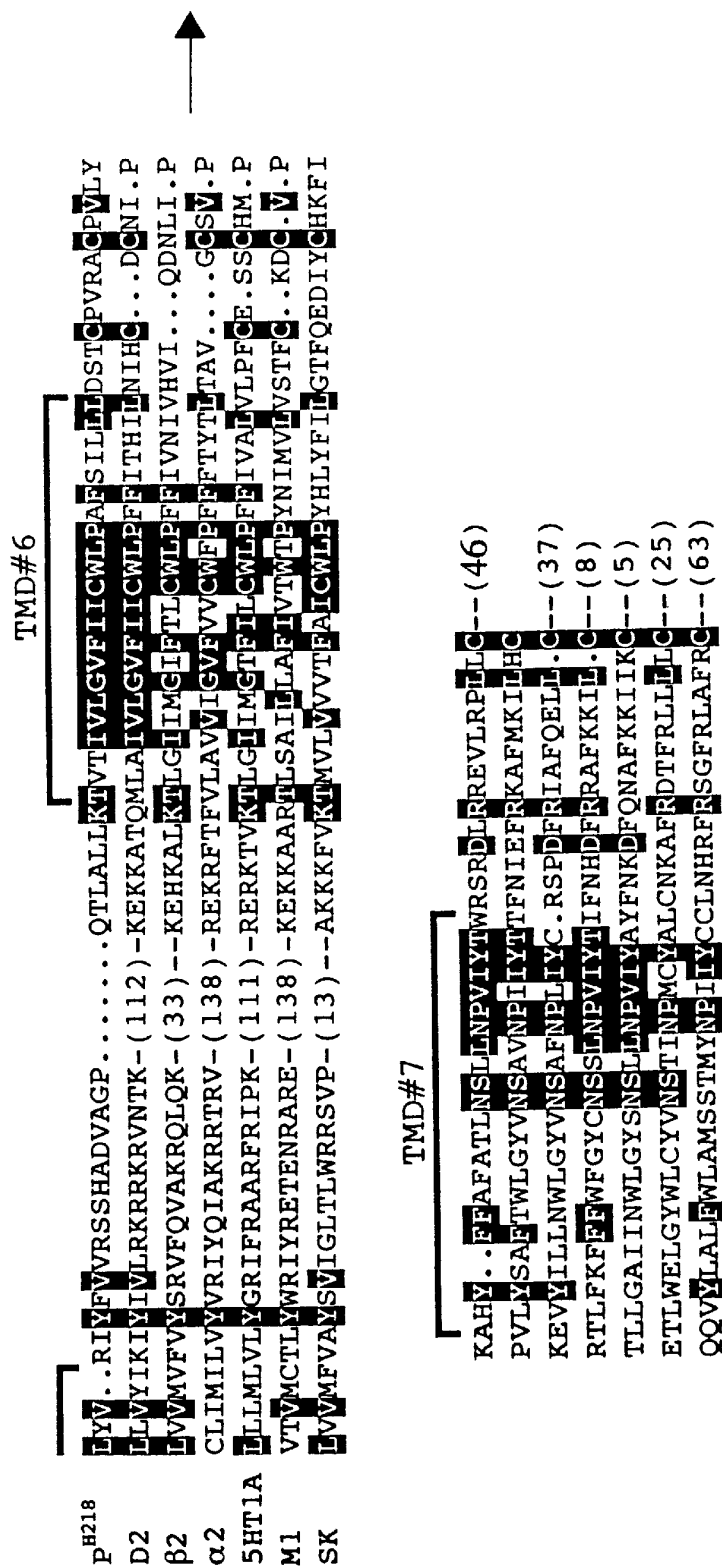 TMD#6
P^H218 LYV..RIYFVVRSSHADVAGP.......QTLALLKTVTIVLGVFIICWLPAFSILLLDSTCPVRACPVLY
D2 LLVYIKIYIVLRKRRKRVNTK-(112)-KEKKATQMLAIVLGVFIICWLPFFITHILNIHC...DCNI.P
β2 LVVMVFVYSRVFQVAKRQLQK-(33)--KEHKALKTLGIIMGIFTLCWLPFFIVNIVHVI...QDNLI.P
α2 CLIMILVYVRIYQIAKRRTRV-(138)-REKRFTFVLAVVIGVFVVCWFPFFFTYTLTAV....GCSV.P
5HT1A LLLMLVLYGRIFRAARFRIPK-(111)-RERKTVKTLGIIMGTFILCWLPFFIVALVLPFCE.SSCHM.P
M1 VTVMCTLYWRIYRETENRARE-(138)-KEKKAARTLSAILLAFIVTWTPYNIMVLVSTFC..KDC.V.P
SK LVVMFVAYSVIGLTLWRRSVP-(13)--AKKKFVKTMVLVVVTFAICWLPYHLYFILGTFQEDIYCHKFI
TMD#7
KAHY..FFAFATLNSLLNPVIYTWRSRDLRREVLRPLLC--(46)
PVLYSAFTWLGYVNSAVNPIIYTTFNIEFRKAFMKILHC
KEVYILLNWLGYVNSAFNPLIYC.RSPDFRIAFQELL.C--(37)
RTLFKFFFWFGYCNSSLNPVIYTIFNHDFRRAFKKIL.C--(8)
TLLGAIINWLGYSNSLLNPVIYAYFNKDFQNAFKKIIKC--(5)
ETLWELGYWLCYVNSTINPMCYALCNKAFRDTFRLLLLC--(25)
QQVYLALFWLAMSSTMYNPIIYCCLNHRFRSGFRLAFRC--(63)